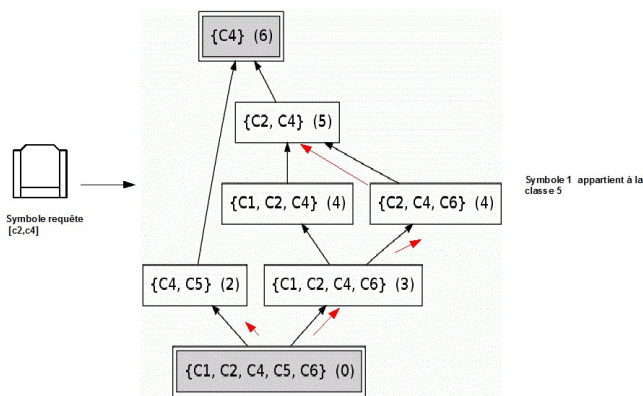 {C4} (6)
{C2, C4} (5)
{C1, C2, C4} (4)
{C2, C4, C6} (4)
Symbole 1 appartient à la
classe 5
Symbole requête
[c2,c4]
{C4, C5} (2)
{C1, C2, C4, C6} (3)
{C1, C2, C4, C5, C6} (0)